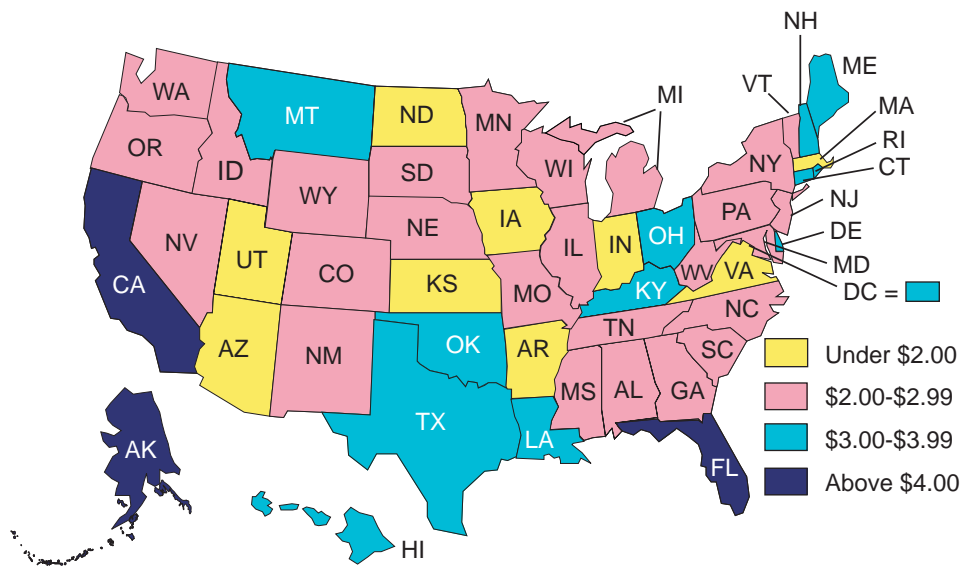 NH
ME
VT
MA
MI
RI
CT
WA
MT
ND
MN
OR
ID
WI
NY
SD
WY
PA
NJ
IA
NE
DE
OH
NV
IL
IN
UT
MD
CO
WV
VA
CA
KS
MO
KY
DC =
NC
TN
AZ
OK
AR
SC
NM
MS
AL
GA
TX
LA
AK
FL
HI
Under $2.00
$2.00-$2.99
$3.00-$3.99
Above $4.00